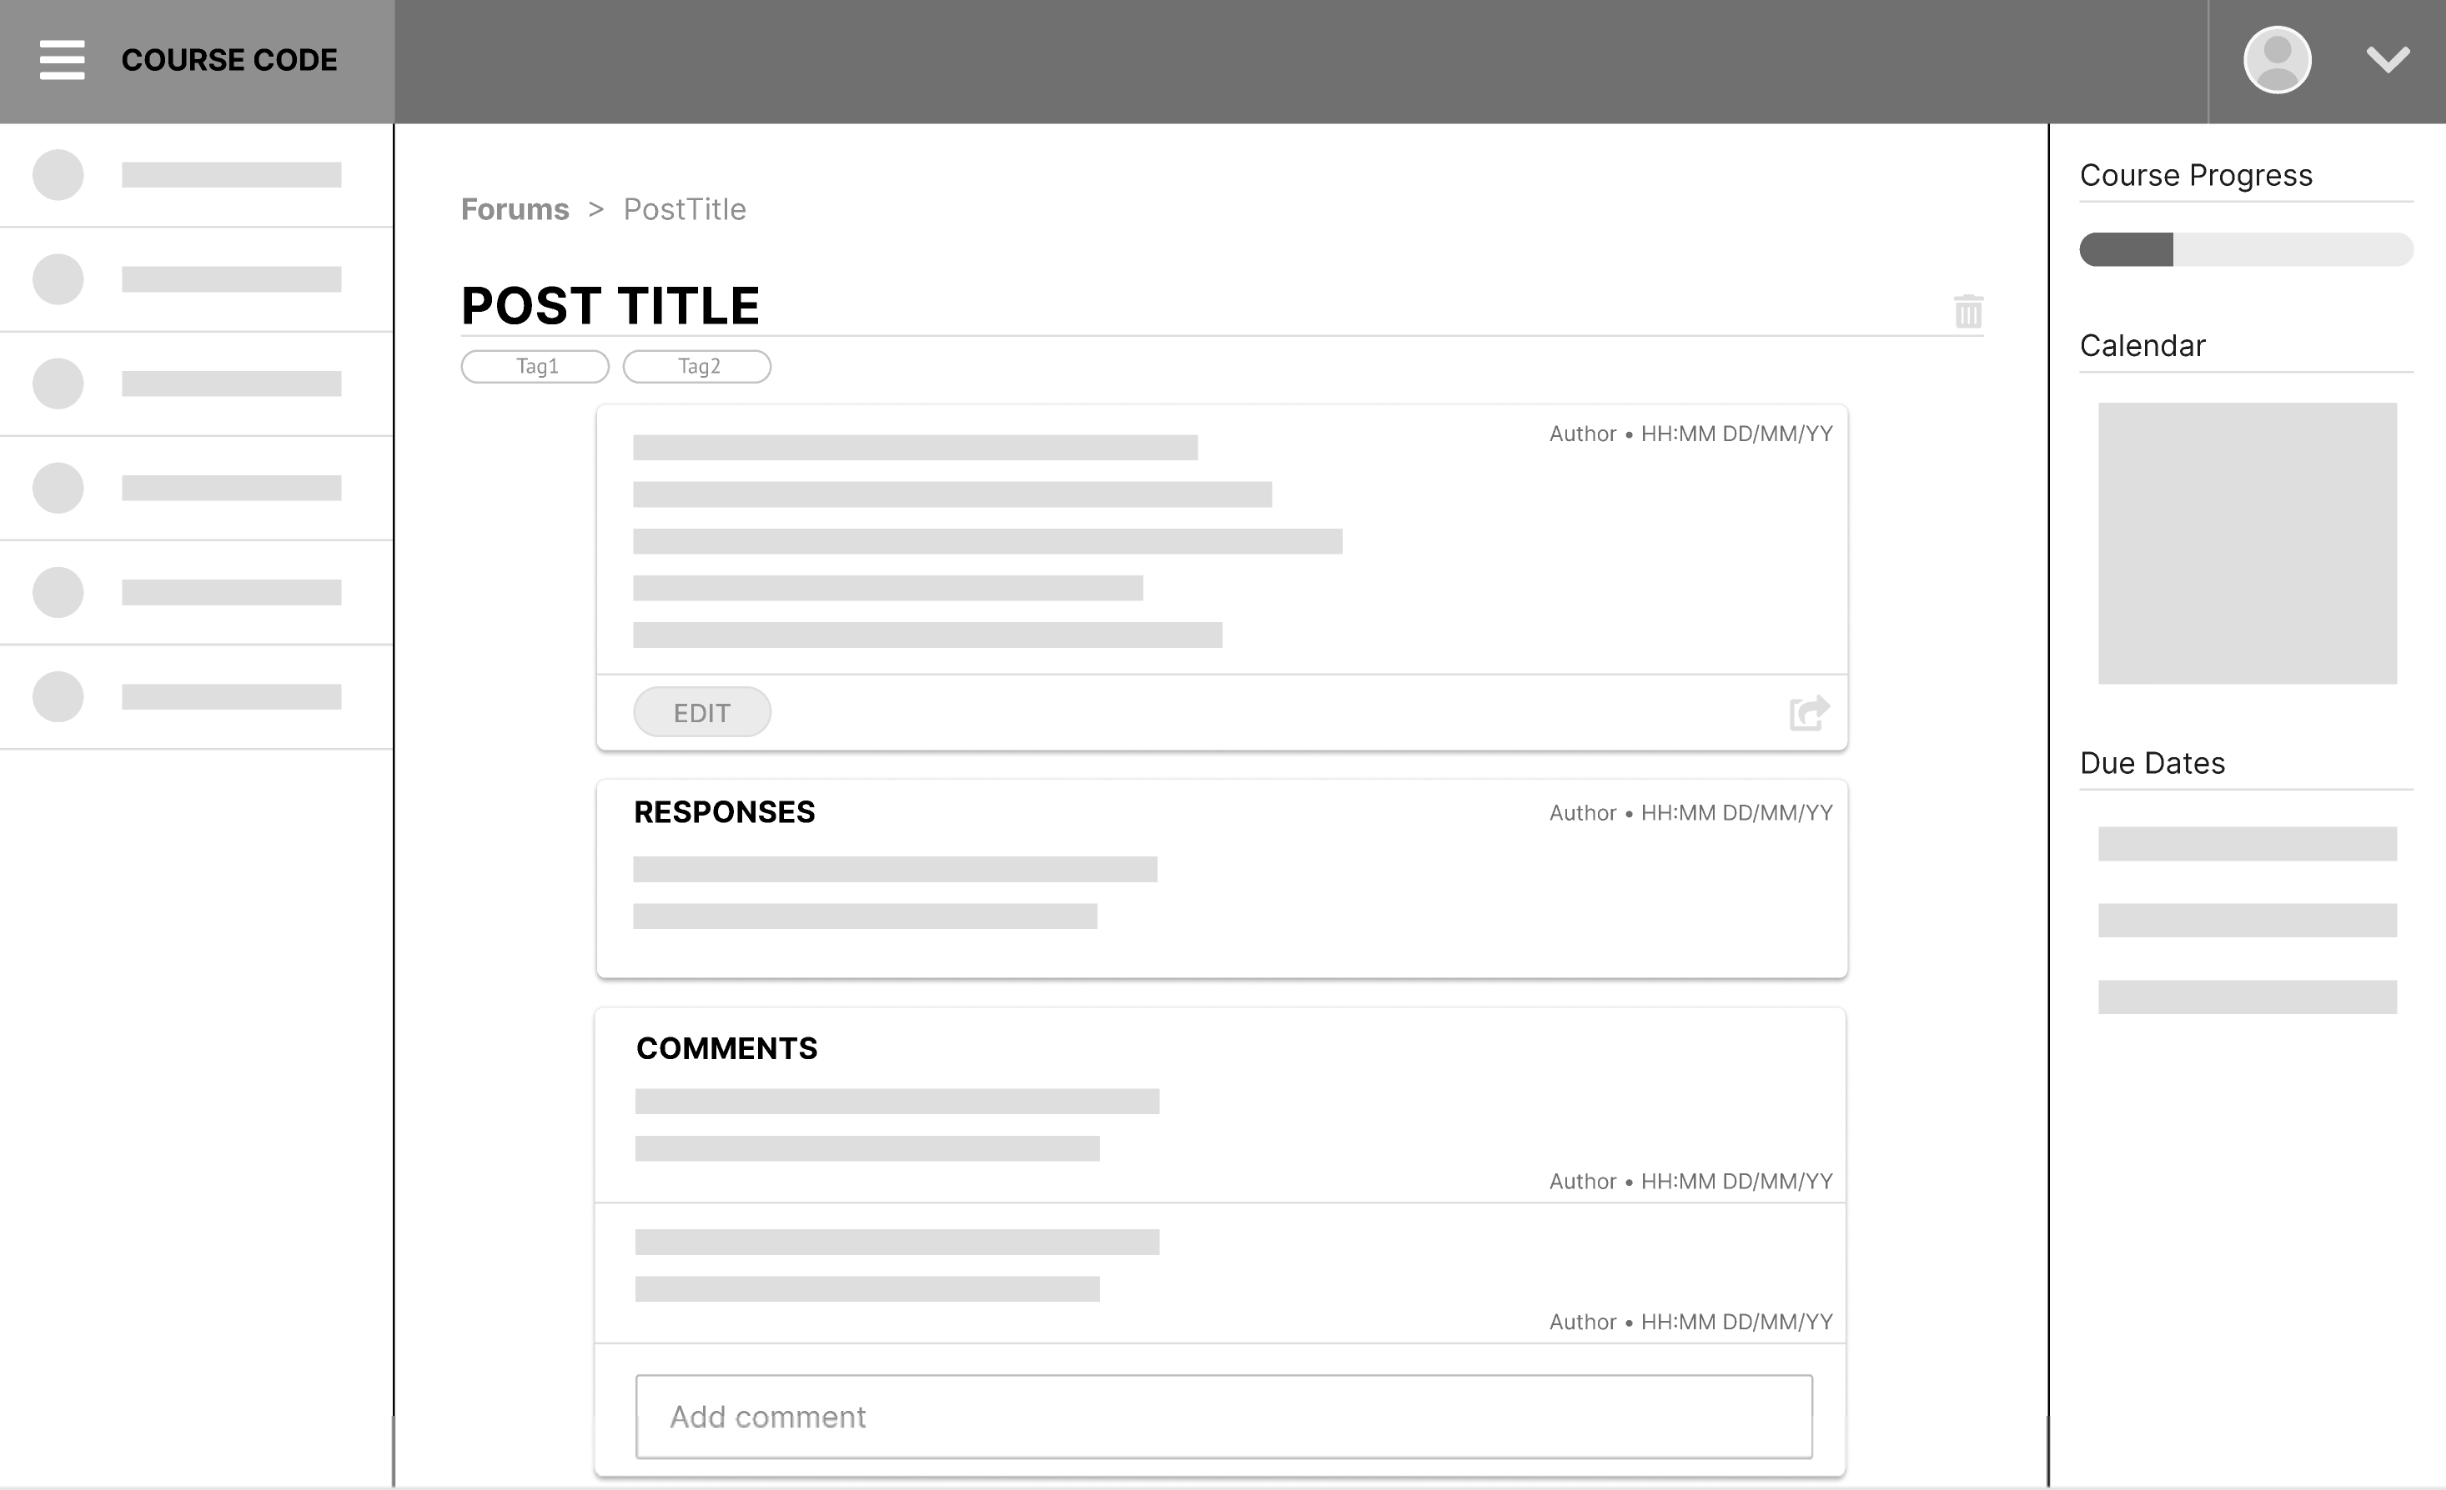 COURSE CODE
Forums > PostTitle
POST TITLE
Tag1 Tag2
Author • HH:MM DD/MM/YY
EDIT
RESPONSES
Author • HH:MM DD/MM/YY
COMMENTS
Author • HH:MM DD/MM/YY
Author • HH:MM DD/MM/YY
Add comment
Course Progress
Calendar
Due Dates